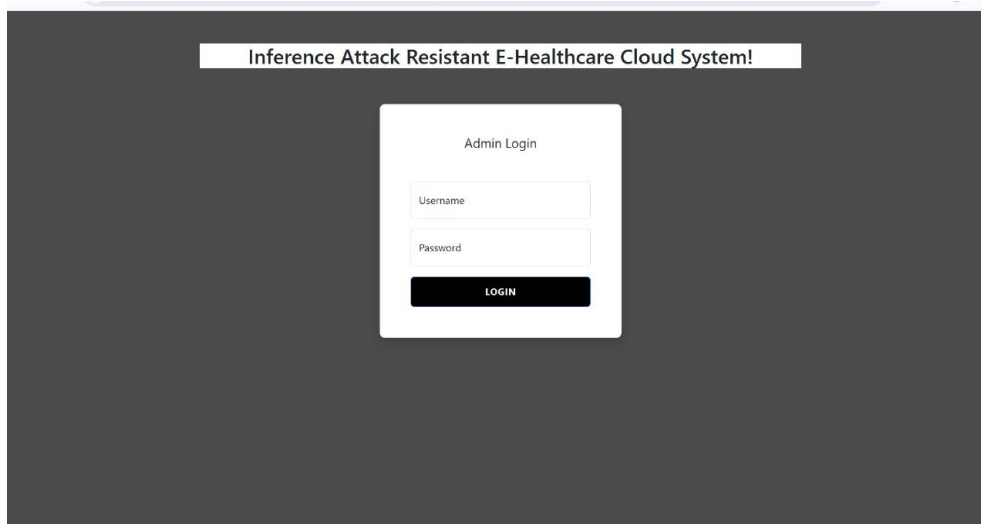 Inference Attack Resistant E-Healthcare Cloud System!
Admin Login
Username
Password
LOGIN